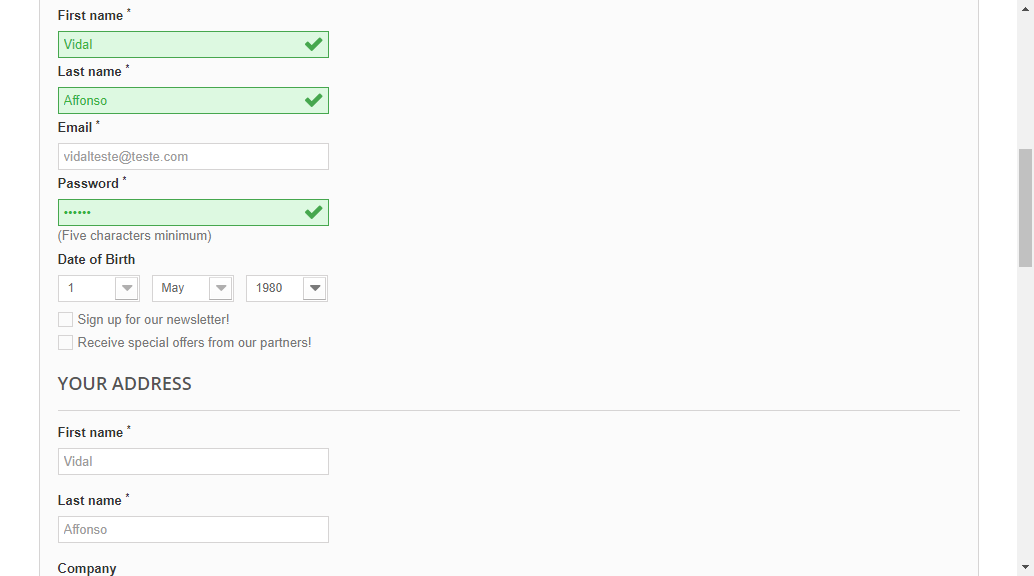 First name *
Vidal
Last name *
Affonso
Email *
vidalteste@teste.com
Password *
••••••
(Five characters minimum)
Date of Birth
1 May 1980
Sign up for our newsletter!
Receive special offers from our partners!
YOUR ADDRESS
First name *
Vidal
Last name *
Affonso
Company